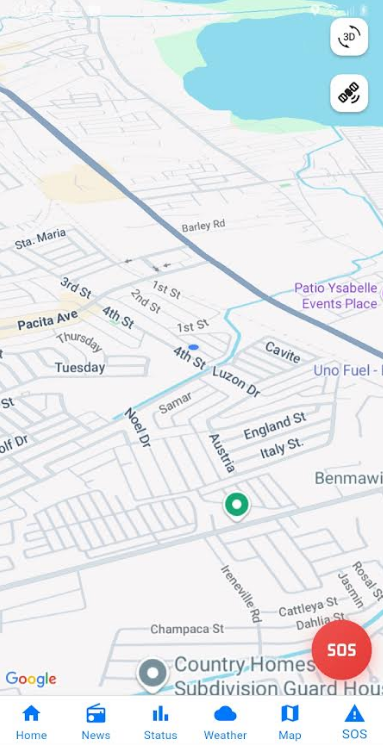 3D
Barley Rd
Sta. Maria
3rd St
1st St
2nd St
4th St
Patio Ysabelle
Events Place
Pacita Ave
1st St
Thursday
4th St
Cavite
Tuesday
Uno Fuel -
Luzon Dr
St
Samar
Noel Dr
England St
olf Dr
Austria
Italy St.
Benmawi
Ireneville Rd
Rosal St
Jasmin
Cattleya St
Dahlia St
Champaca St
SOS
Country Homes
Subdivision Guard Hou
Google
Home
News
Status
Weather
Map
SOS